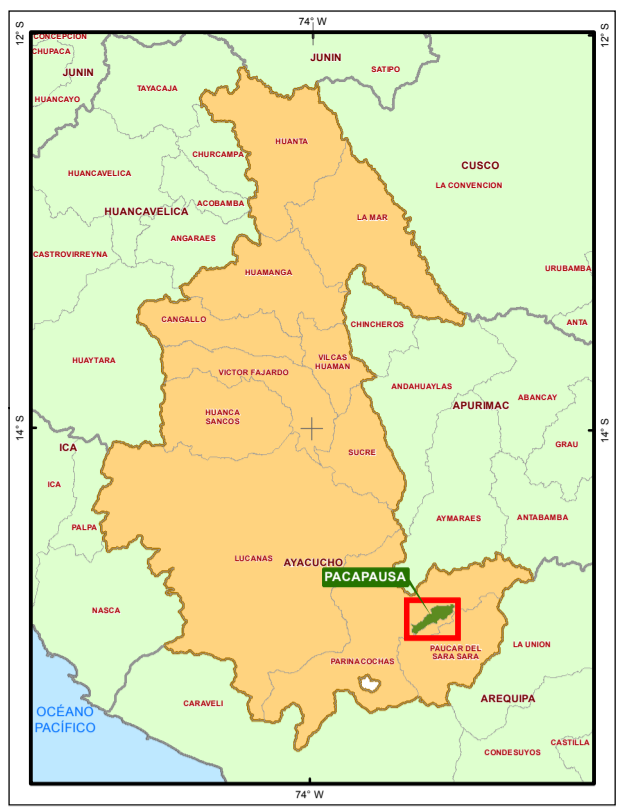 74° W
12° S
12° S
CONCEPCION
CHUPACA
JUNIN
JUNIN
SATIPO
TAYACAJA
HUANCAYO
HUANTA
CHURCAMPA
CUSCO
HUANCAVELICA
LA CONVENCION
ACOBAMBA
HUANCAVELICA
LA MAR
ANGARAES
CASTROVIRREYNA
URUBAMBA
HUAMANGA
CANGALLO
CHINCHEROS
ANTA
HUAYTARA
VILCAS
HUAMAN
VICTOR FAJARDO
ANDAHUAYLAS
ABANCAY
APURIMAC
HUANCA
SANCOS
14° S
14° S
GRAU
ICA
SUCRE
ICA
PALPA
AYMARAES
ANTABAMBA
LUCANAS
AYACUCHO
PACAPAUSA
NASCA
LA UNION
PAUCAR DEL
SARA SARA
PARINACOCHAS
CARAVELI
AREQUIPA
OCÉANO
PACÍFICO
CASTILLA
CONDESUYOS
74° W